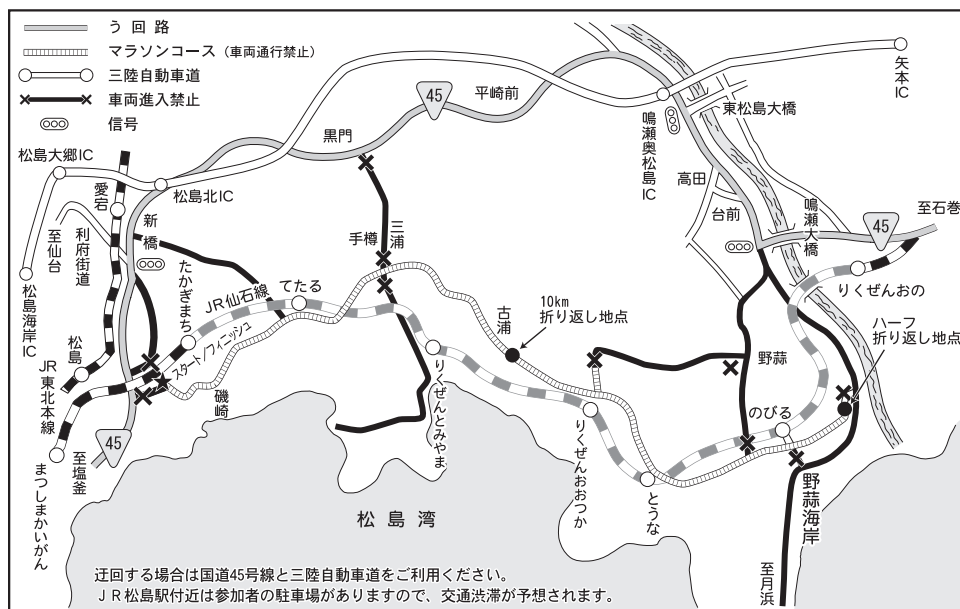 う回路
マラソンコース（車両通行禁止）
三陸自動車道
車両進入禁止
信号
45
平崎前
黒門
矢本IC
東松島大橋
鳴瀬奥松島IC
高田
台前
鳴瀬大橋
45
至石巻
りくぜんおの
松島大郷IC
愛宕
松島北IC
新橋
至仙台
利府街道
たかぎまち
JR仙石線
てたる
手樽
三浦
古浦
10km
折り返し地点
ハーフ
折り返し地点
野蒜
のびる
松島海岸IC
松島
JR東北本線
スタート/フィニッシュ
磯崎
りくぜんとみやま
りくぜんおおつか
とうな
野蒜海岸
45
至塩釜
まつしまかいがん
松島湾
至月浜
迂回する場合は国道45号線と三陸自動車道をご利用ください。
ＪＲ松島駅付近は参加者の駐車場がありますので、交通渋滞が予想されます。